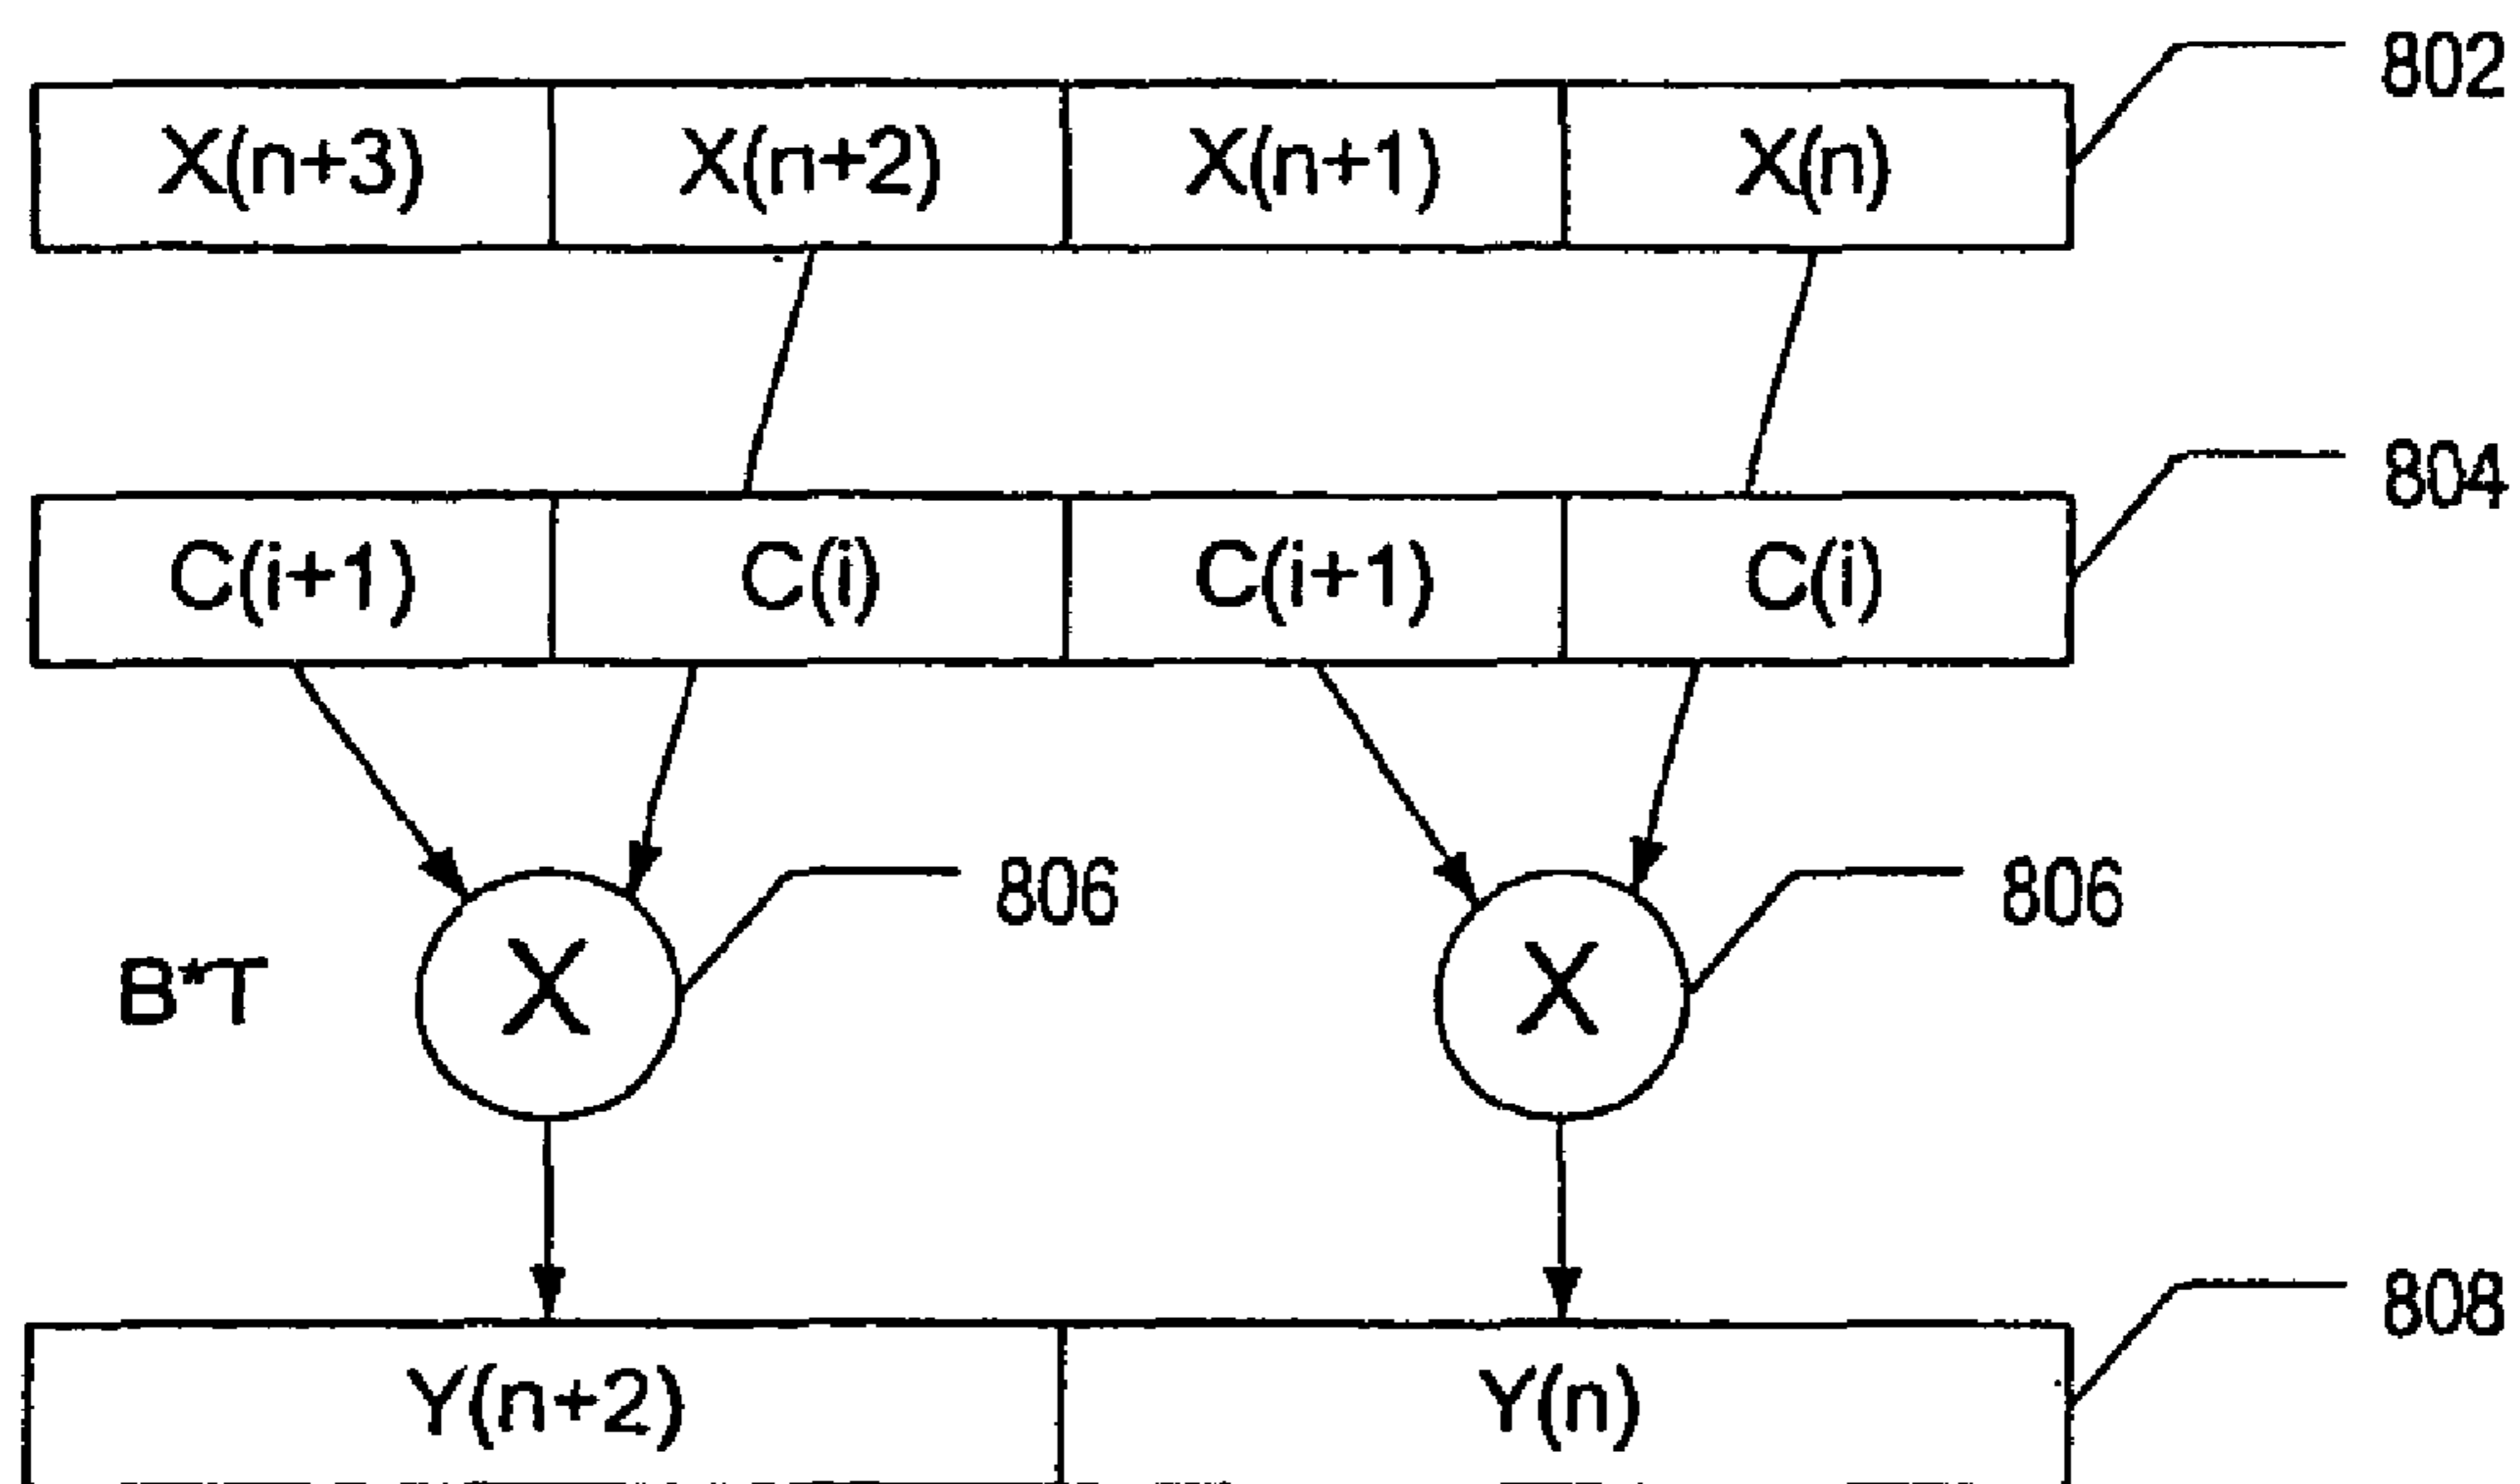 802
X(n+3) X(n+2) X(n+1) X(n)
804
C(i+1) C(i) C(i+1) C(i)
806 806
B*T X X
808
Y(n+2) Y(n)